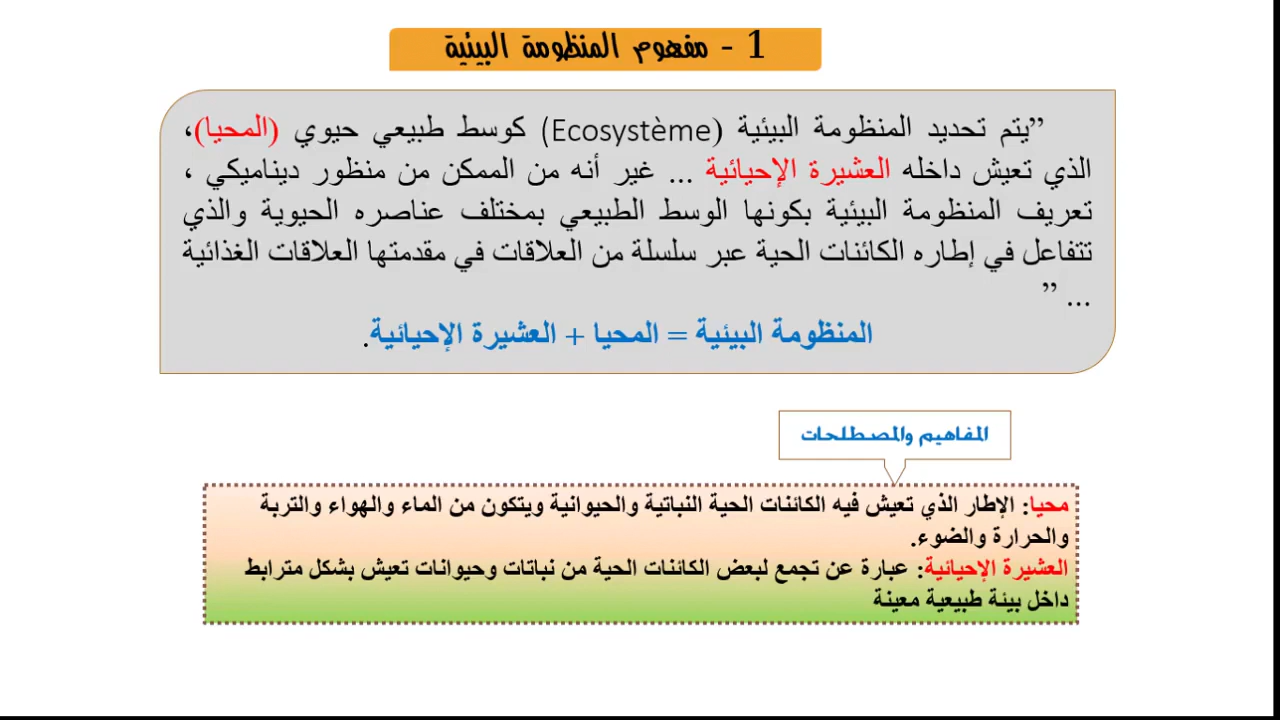 1 - مفهوم المنظومة البيئية
”يتم تحديد المنظومة البيئية (Ecosystème) كوسط طبيعي حيوي (المحيا)،
الذي تعيش داخله العشيرة الإحيائية ... غير أنه من الممكن من منظور ديناميكي ،
تعريف المنظومة البيئية بكونها الوسط الطبيعي بمختلف عناصره الحيوية والذي
تتفاعل في إطاره الكائنات الحية عبر سلسلة من العلاقات في مقدمتها العلاقات الغذائية
... ”
المنظومة البيئية = المحيا + العشيرة الإحيائية.
المفاهيم والمصطلحات
محيا: الإطار الذي تعيش فيه الكائنات الحية النباتية والحيوانية ويتكون من الماء والهواء والتربة
والحرارة والضوء.
العشيرة الإحيائية: عبارة عن تجمع لبعض الكائنات الحية من نباتات وحيوانات تعيش بشكل مترابط
داخل بيئة طبيعية معينة